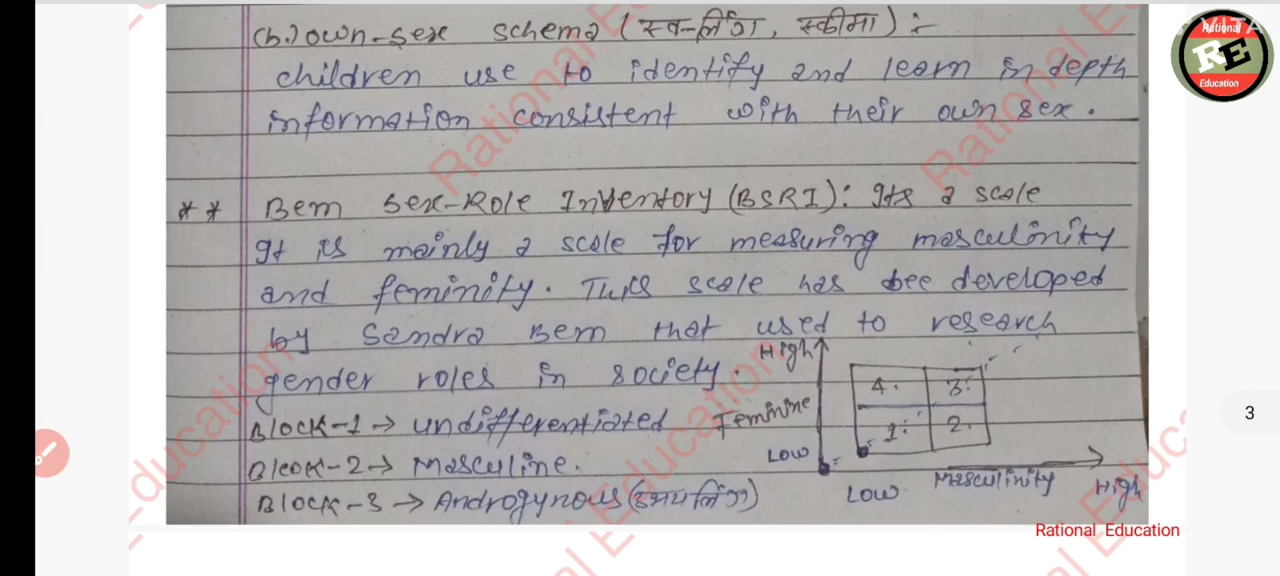 (b.) own-sex schema (स्व-लिंग, स्कीमा) :-
children use to identify and learn in depth
information consistent with their own sex.
** Bem Sex-Role Inventory (BSRI): Its a scale
It is mainly a scale for measuring masculinity
and feminity. This scale has bee developed
by Sandra Bem that used to research
gender roles in society.
Block-1 → undifferentiated
Block-2 → Masculine.
Block-3 → Androgynous (उभयलिंग)
High
Feminine
Low
4. 3.
1. 2.
Low Masculinity High
Rational Education
Rational
RE
Education
3
Rational Education